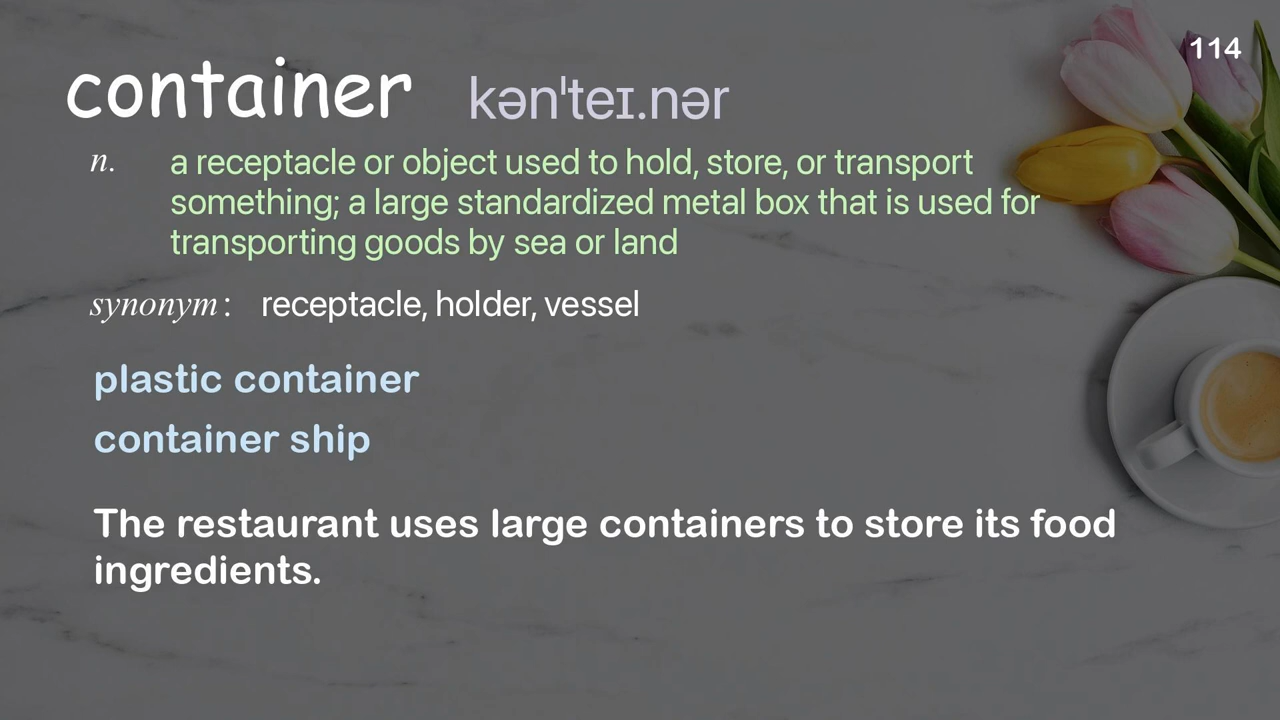 114
container kən'teɪ.nər
n. a receptacle or object used to hold, store, or transport
something; a large standardized metal box that is used for
transporting goods by sea or land
synonym: receptacle, holder, vessel
plastic container
container ship
The restaurant uses large containers to store its food
ingredients.